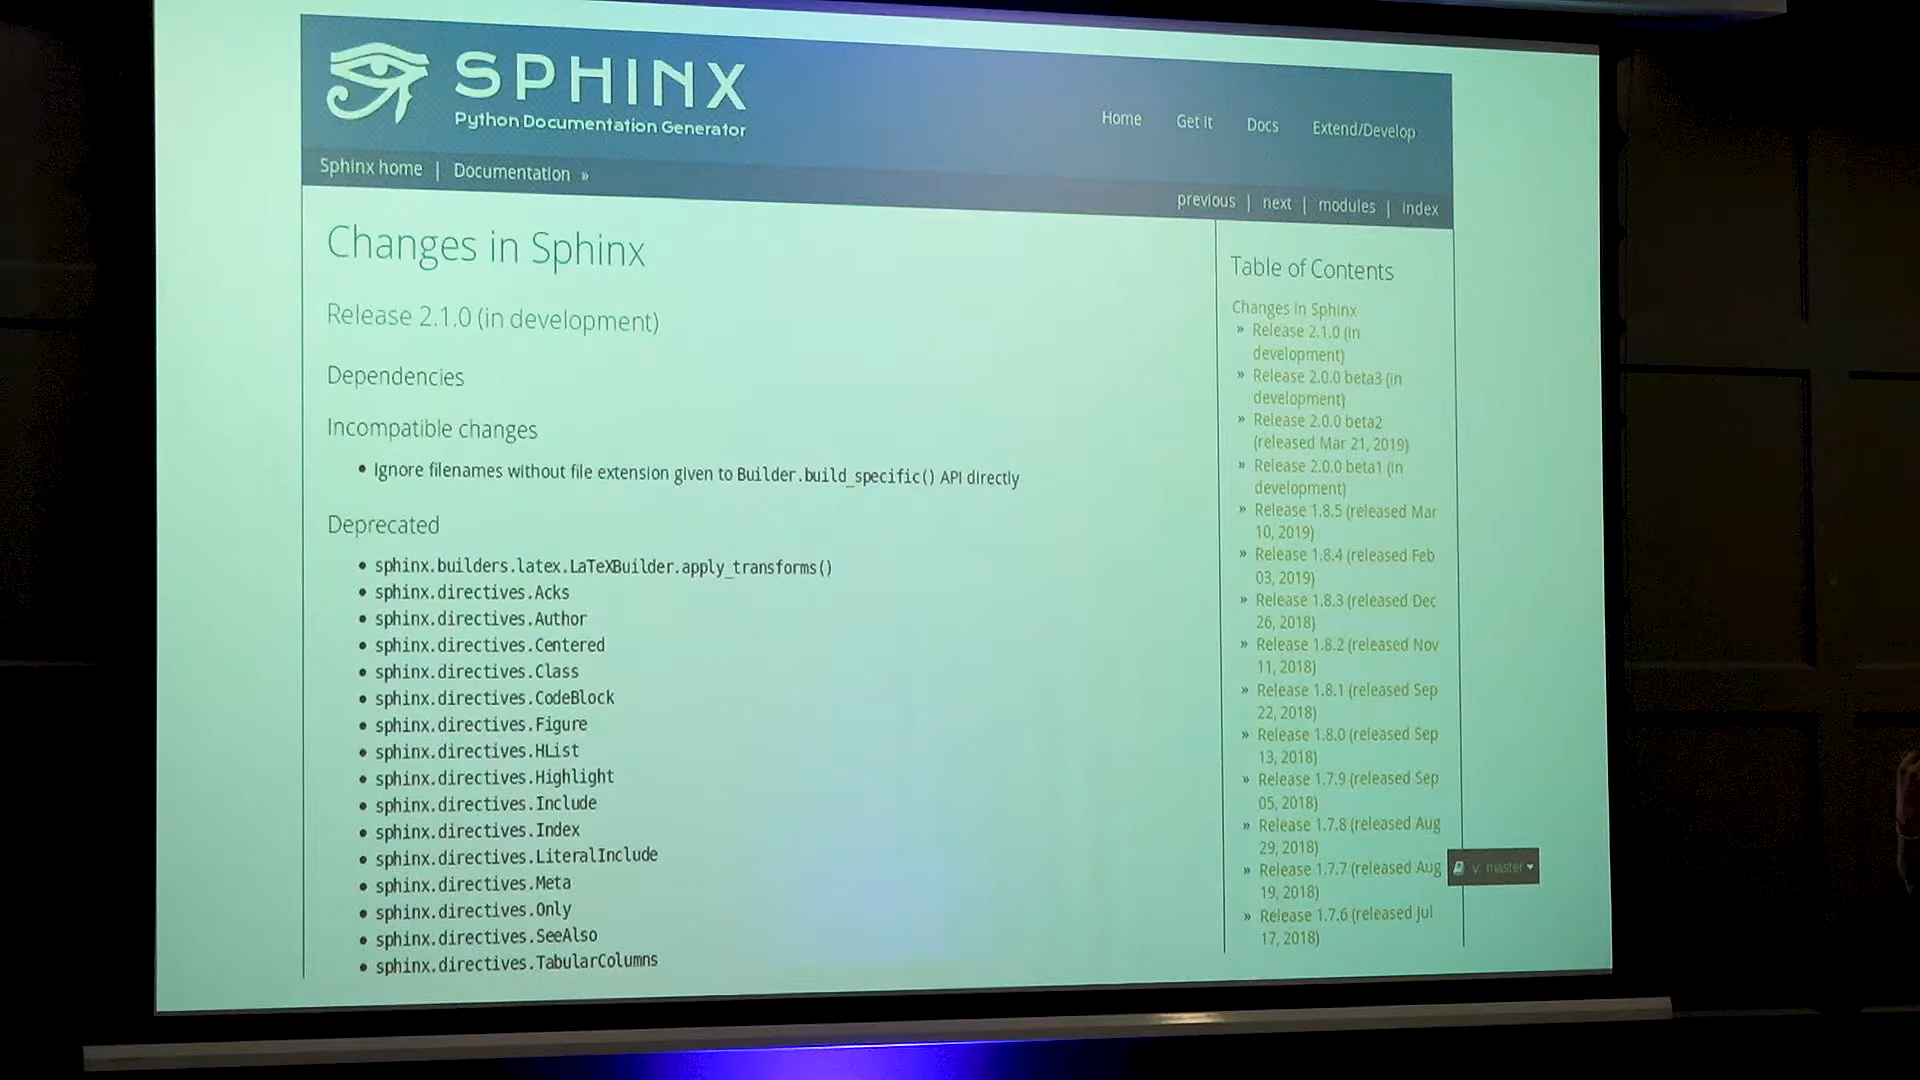 SPHINX
Python Documentation Generator
Home Get it Docs Extend/Develop
Sphinx home | Documentation »
previous | next | modules | index
Changes in Sphinx
Release 2.1.0 (in development)
Dependencies
Incompatible changes
• Ignore filenames without file extension given to Builder.build_specific() API directly
Deprecated
• sphinx.builders.latex.LaTeXBuilder.apply_transforms()
• sphinx.directives.Acks
• sphinx.directives.Author
• sphinx.directives.Centered
• sphinx.directives.Class
• sphinx.directives.CodeBlock
• sphinx.directives.Figure
• sphinx.directives.HList
• sphinx.directives.Highlight
• sphinx.directives.Include
• sphinx.directives.Index
• sphinx.directives.LiteralInclude
• sphinx.directives.Meta
• sphinx.directives.Only
• sphinx.directives.SeeAlso
• sphinx.directives.TabularColumns
Table of Contents
Changes in Sphinx
» Release 2.1.0 (in
development)
» Release 2.0.0 beta3 (in
development)
» Release 2.0.0 beta2
(released Mar 21, 2019)
» Release 2.0.0 beta1 (in
development)
» Release 1.8.5 (released Mar
10, 2019)
» Release 1.8.4 (released Feb
03, 2019)
» Release 1.8.3 (released Dec
26, 2018)
» Release 1.8.2 (released Nov
11, 2018)
» Release 1.8.1 (released Sep
22, 2018)
» Release 1.8.0 (released Sep
13, 2018)
» Release 1.7.9 (released Sep
05, 2018)
» Release 1.7.8 (released Aug
29, 2018)
» Release 1.7.7 (released Aug
19, 2018)
» Release 1.7.6 (released Jul
17, 2018)
v: master